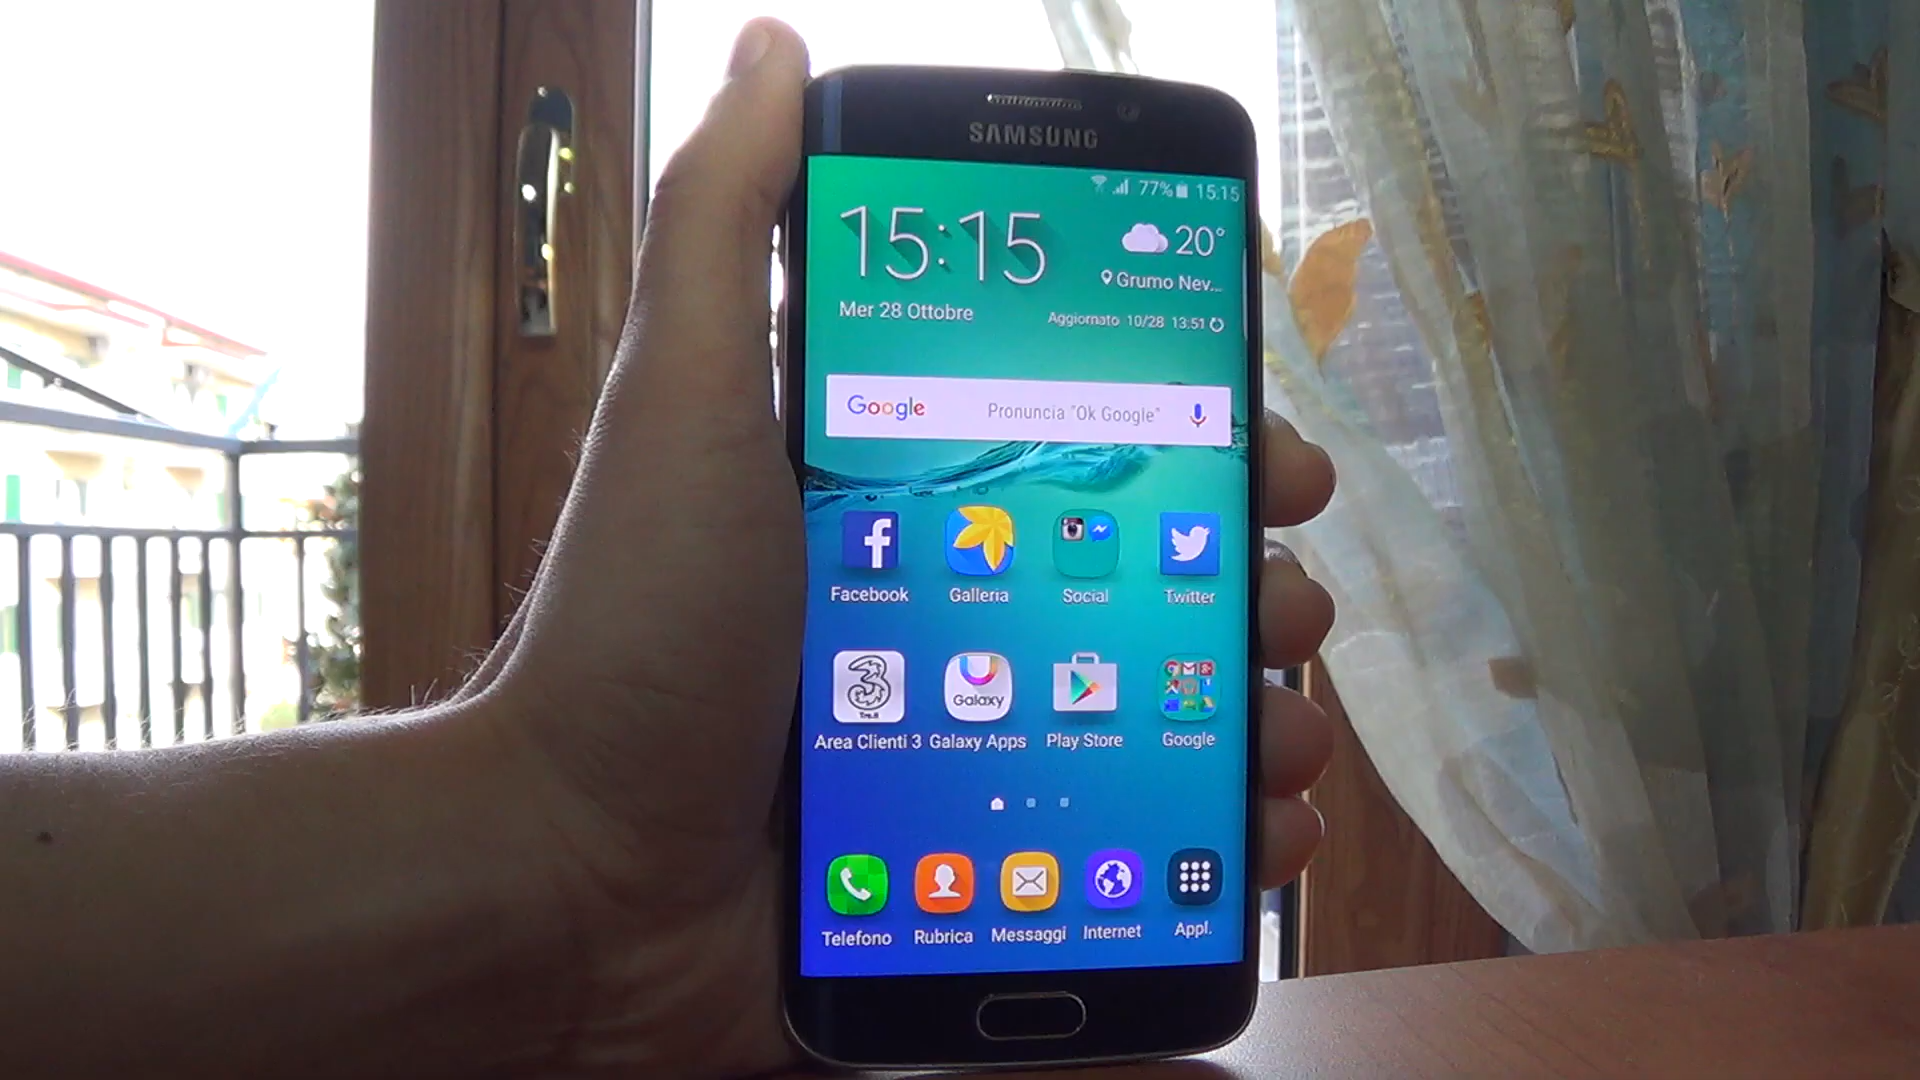 SAMSUNG
77% 15:15
15:15
20°
Grumo Nev...
Mer 28 Ottobre
Aggiornato 10/28 13:51
Google Pronuncia "Ok Google"
Facebook Galleria Social Twitter
3
Galaxy
Area Clienti 3 Galaxy Apps Play Store Google
Telefono Rubrica Messaggi Internet Appl.